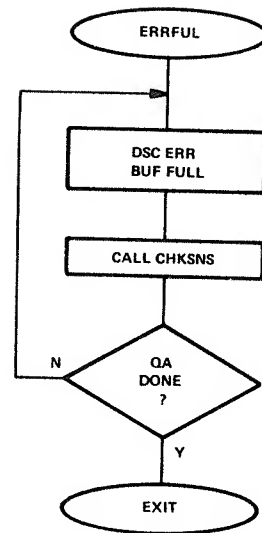 ERRFUL
DSC ERR
BUF FULL
CALL CHKSNS
N
QA
DONE
?
Y
EXIT